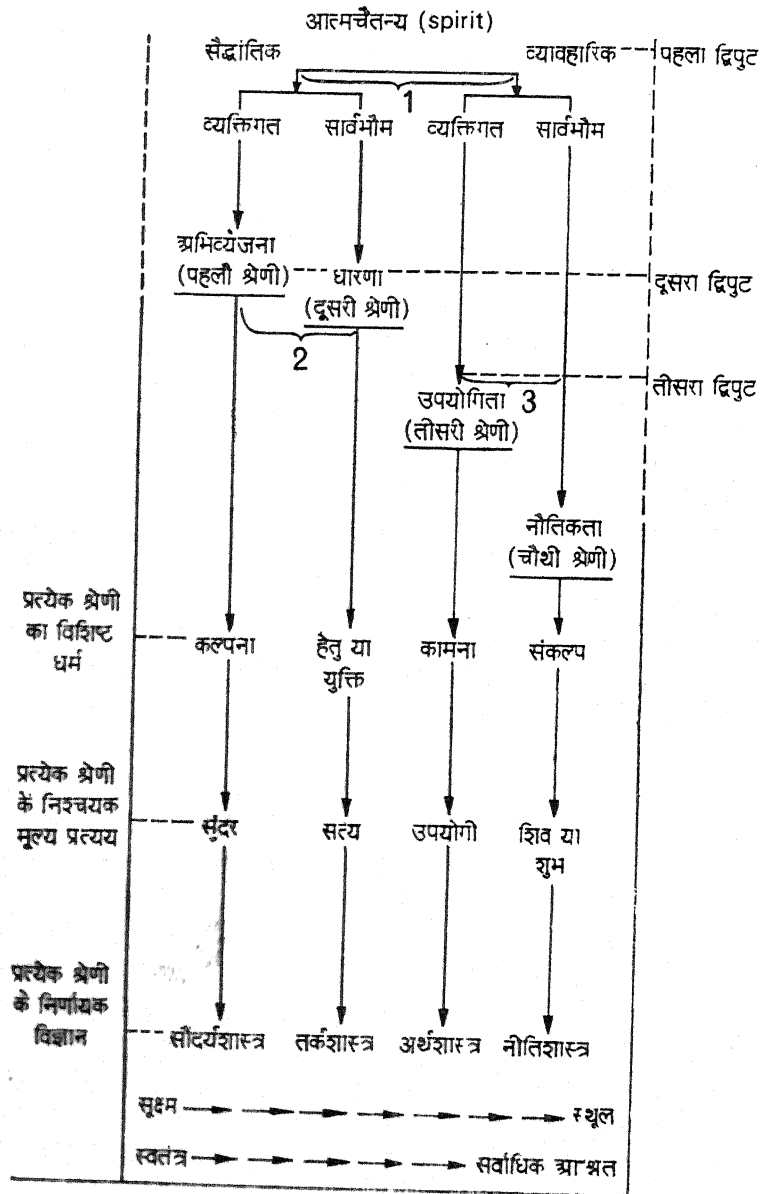 आत्मचैतन्य (spirit)
सैद्धांतिक व्यावहारिक पहला द्विपुट
1
व्यक्तिगत सार्वभौम व्यक्तिगत सार्वभौम
अभिव्यंजना
(पहली श्रेणी) धारणा दूसरा द्विपुट
(दूसरी श्रेणी)
2
तीसरा द्विपुट
उपयोगिता 3
(तीसरी श्रेणी)
नौतिकता
(चौथी श्रेणी)
प्रत्येक श्रेणी
का विशिष्ट कल्पना हेतु या कामना संकल्प
धर्म युक्ति
प्रत्येक श्रेणी
के निश्चयक
मूल्य प्रत्यय सुंदर सत्य उपयोगी शिव या
शुभ
प्रत्येक श्रेणी
के निर्णायक
विज्ञान सौंदर्यशास्त्र तर्कशास्त्र अर्थशास्त्र नीतिशास्त्र
सूक्ष्म स्थूल
स्वतंत्र सर्वाधिक आश्रत